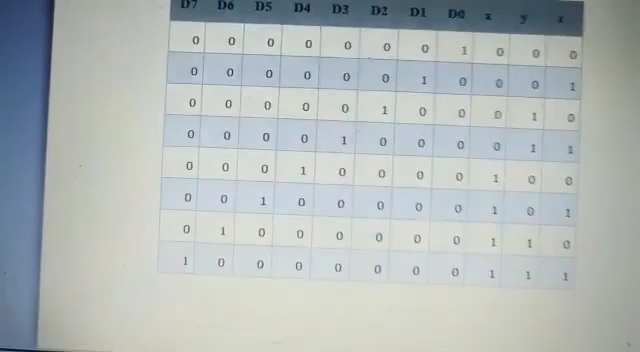 D7 D6 D5 D4 D3 D2 D1 D0 x y z
0 0 0 0 0 0 0 1 0 0 0
0 0 0 0 0 0 1 0 0 0 1
0 0 0 0 0 1 0 0 0 1 0
0 0 0 0 1 0 0 0 0 1 1
0 0 0 1 0 0 0 0 1 0 0
0 0 1 0 0 0 0 0 1 0 1
0 1 0 0 0 0 0 0 1 1 0
1 0 0 0 0 0 0 0 1 1 1